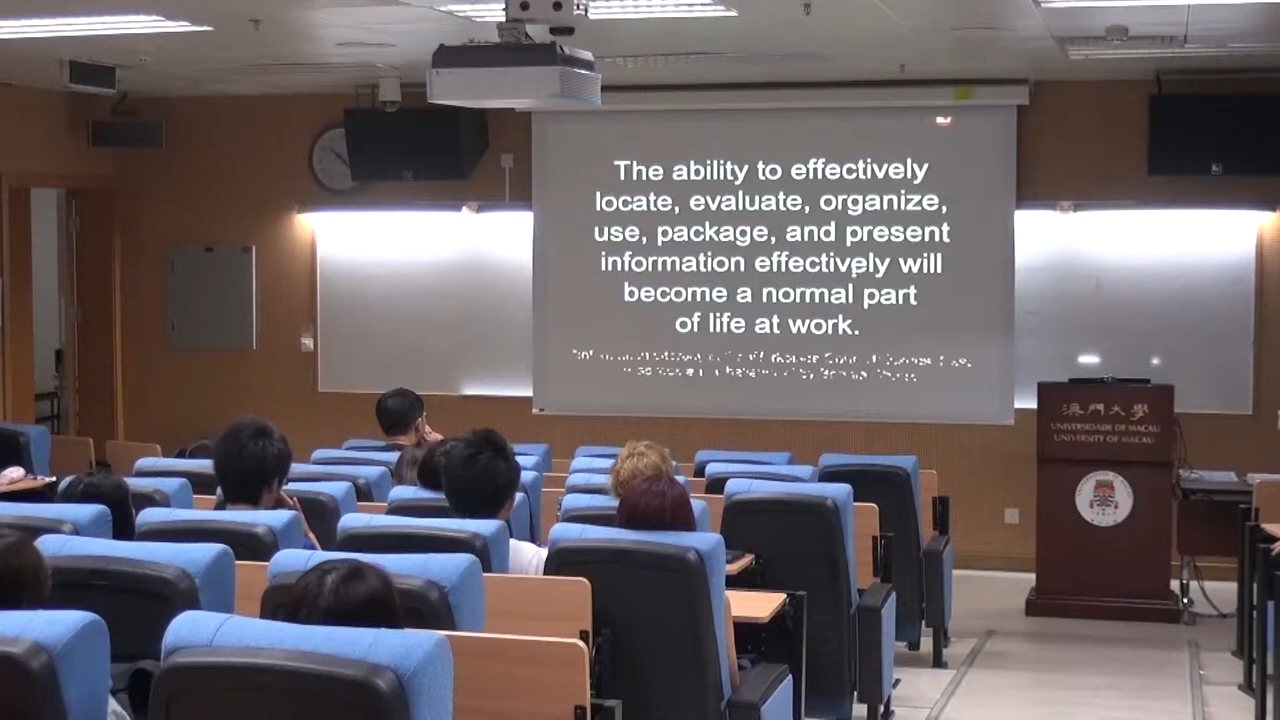 The ability to effectively
locate, evaluate, organize,
use, package, and present
information effectively will
become a normal part
of life at work.
澳門大學
UNIVERSIDADE DE MACAU
UNIVERSITY OF MACAU